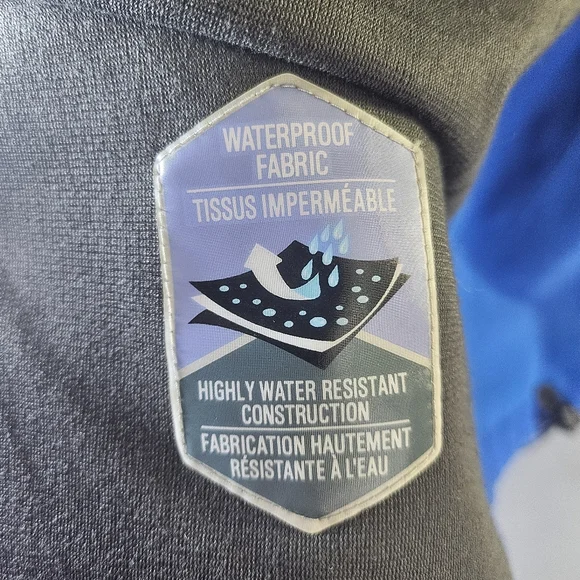 WATERPROOF
FABRIC
TISSUS IMPERMÉABLE
HIGHLY WATER RESISTANT
CONSTRUCTION
FABRICATION HAUTEMENT
RÉSISTANTE À L'EAU